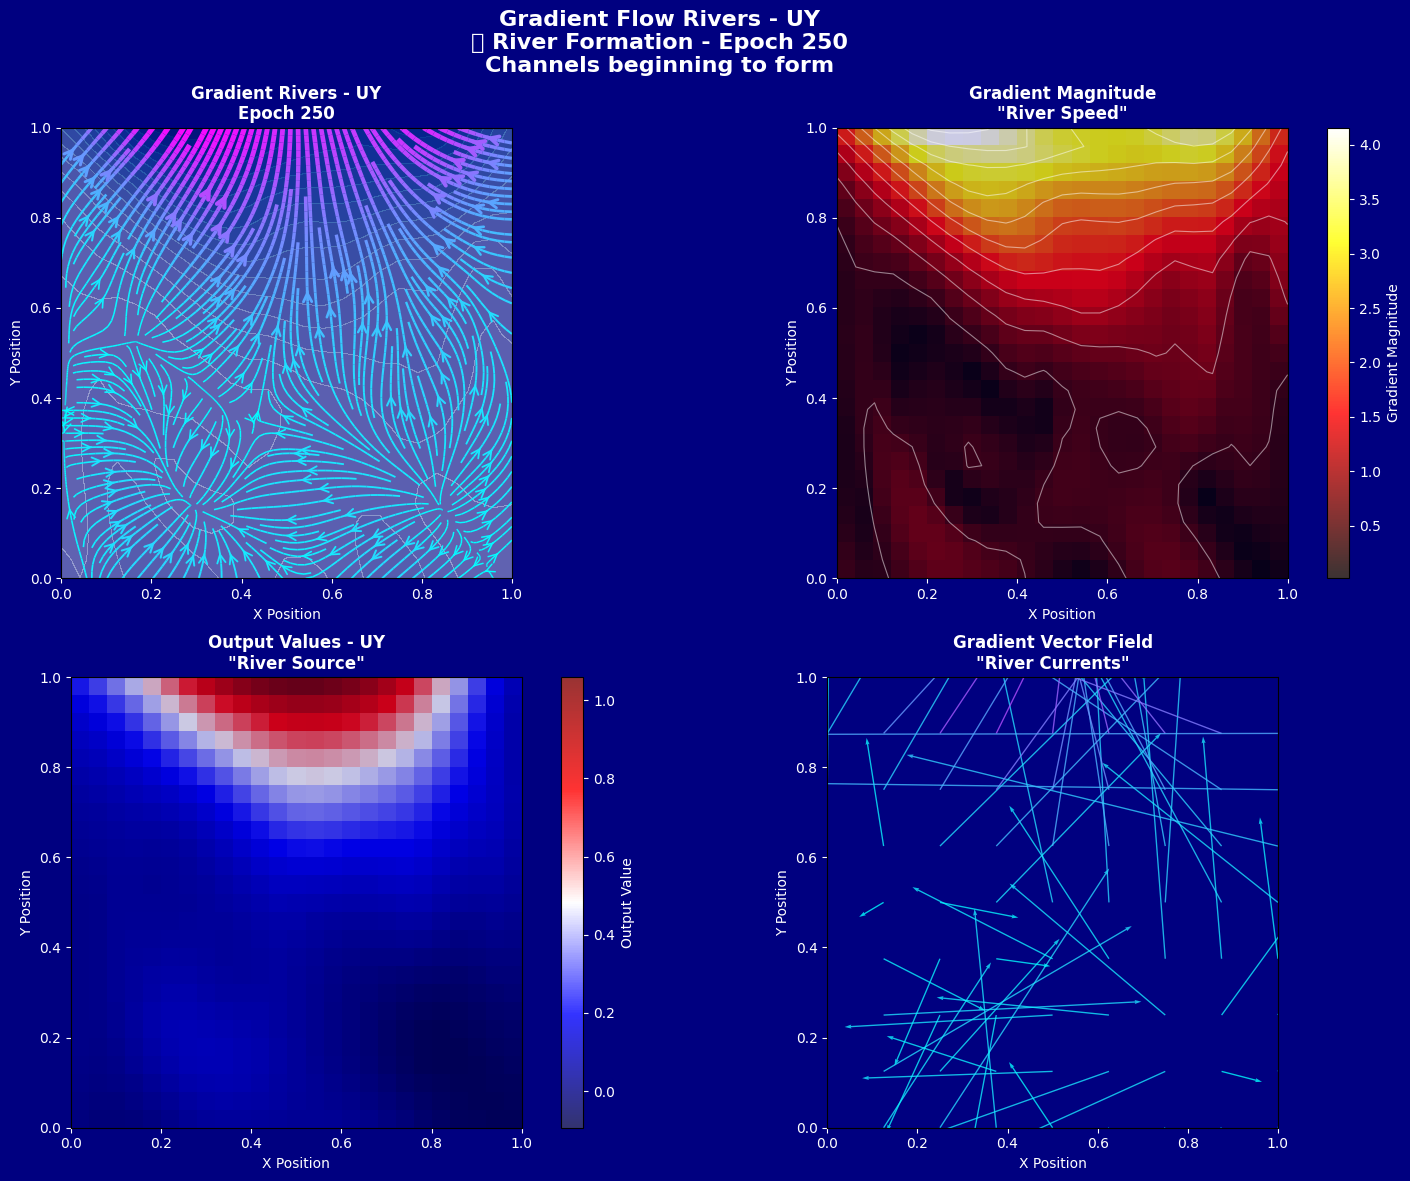 Gradient Flow Rivers - UY
River Formation - Epoch 250
Channels beginning to form
Gradient Rivers - UY
Epoch 250
1.0
0.8
0.6
0.4
0.2
0.0
Y Position
0.0 0.2 0.4 0.6 0.8 1.0
X Position
Gradient Magnitude
"River Speed"
1.0
0.8
0.6
0.4
0.2
0.0
Y Position
0.0 0.2 0.4 0.6 0.8 1.0
X Position
4.0
3.5
3.0
2.5
2.0
1.5
1.0
0.5
Gradient Magnitude
Output Values - UY
"River Source"
1.0
0.8
0.6
0.4
0.2
0.0
Y Position
0.0 0.2 0.4 0.6 0.8 1.0
X Position
1.0
0.8
0.6
0.4
0.2
0.0
Output Value
Gradient Vector Field
"River Currents"
1.0
0.8
0.6
0.4
0.2
0.0
Y Position
0.0 0.2 0.4 0.6 0.8 1.0
X Position